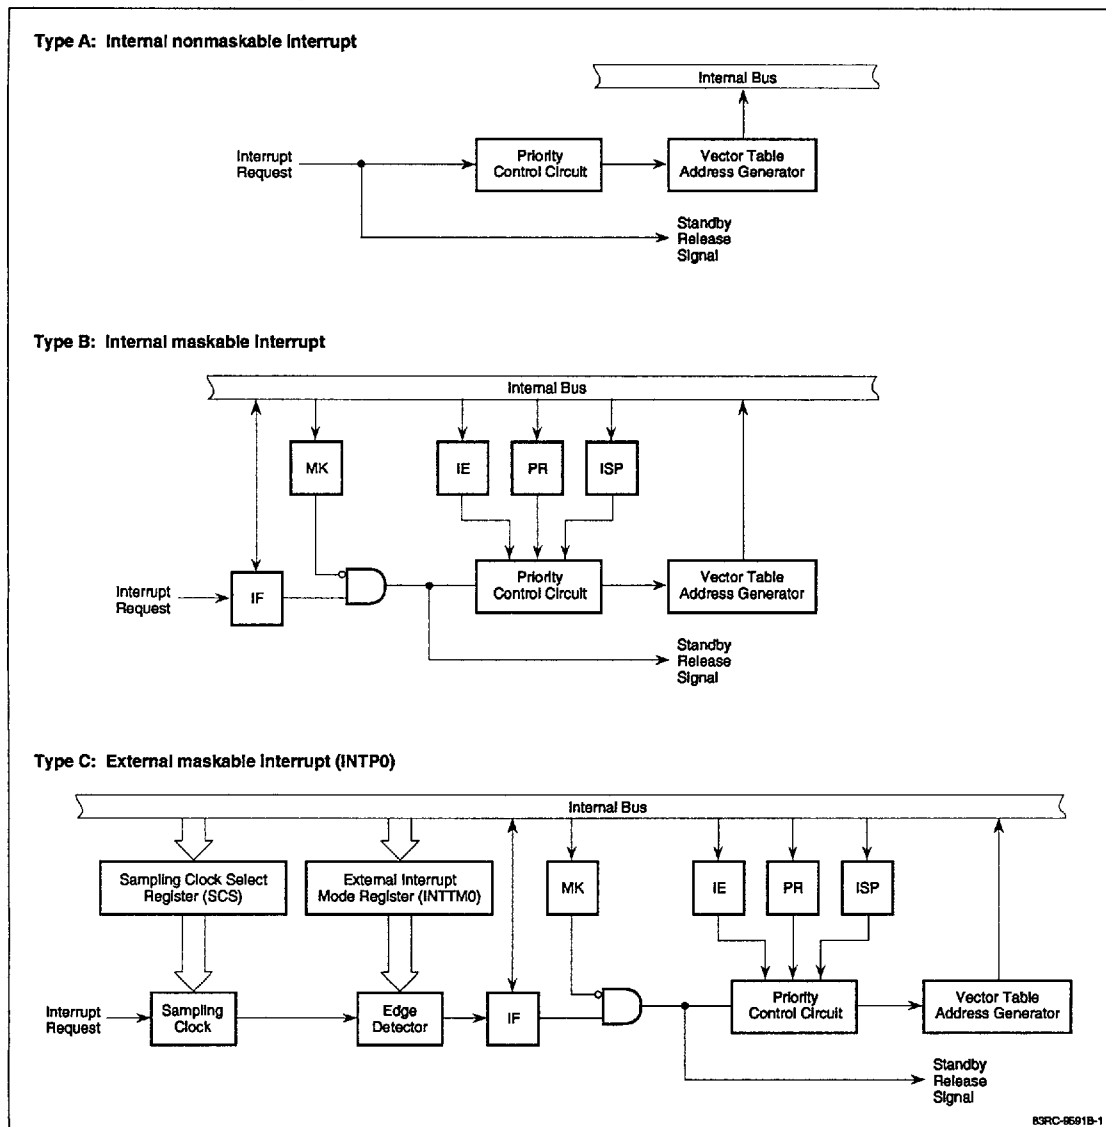 Type A: Internal nonmaskable interrupt
Internal Bus
Interrupt
Request
Priority
Control Circuit
Vector Table
Address Generator
Standby
Release
Signal
Type B: Internal maskable interrupt
Internal Bus
MK
IE
PR
ISP
Interrupt
Request
IF
Priority
Control Circuit
Vector Table
Address Generator
Standby
Release
Signal
Type C: External maskable interrupt (INTP0)
Internal Bus
Sampling Clock Select
Register (SCS)
External Interrupt
Mode Register (INTTM0)
MK
IE
PR
ISP
Interrupt
Request
Sampling
Clock
Edge
Detector
IF
Priority
Control Circuit
Vector Table
Address Generator
Standby
Release
Signal
83RC-9591B-1